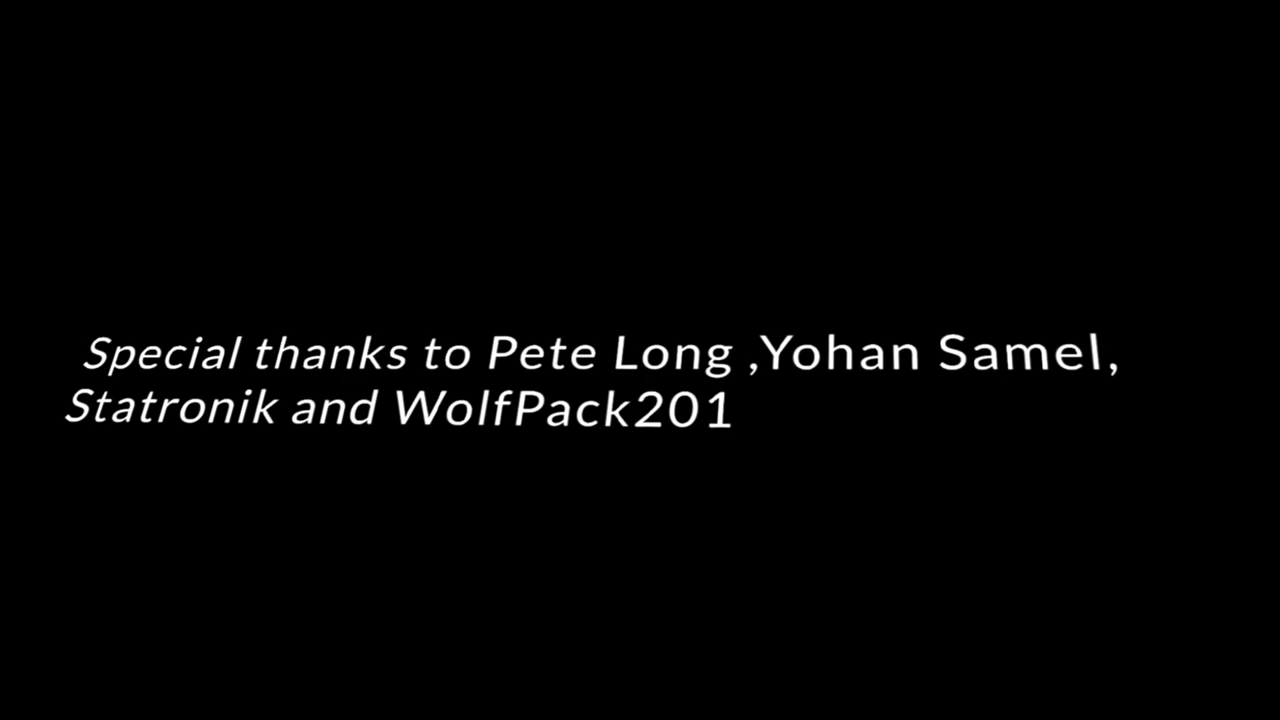 Special thanks to Pete Long ,Yohan Samel,
Statronik and WolfPack201